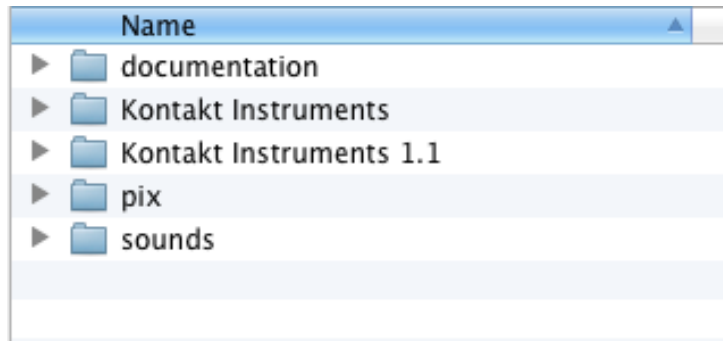 Name
documentation
Kontakt Instruments
Kontakt Instruments 1.1
pix
sounds